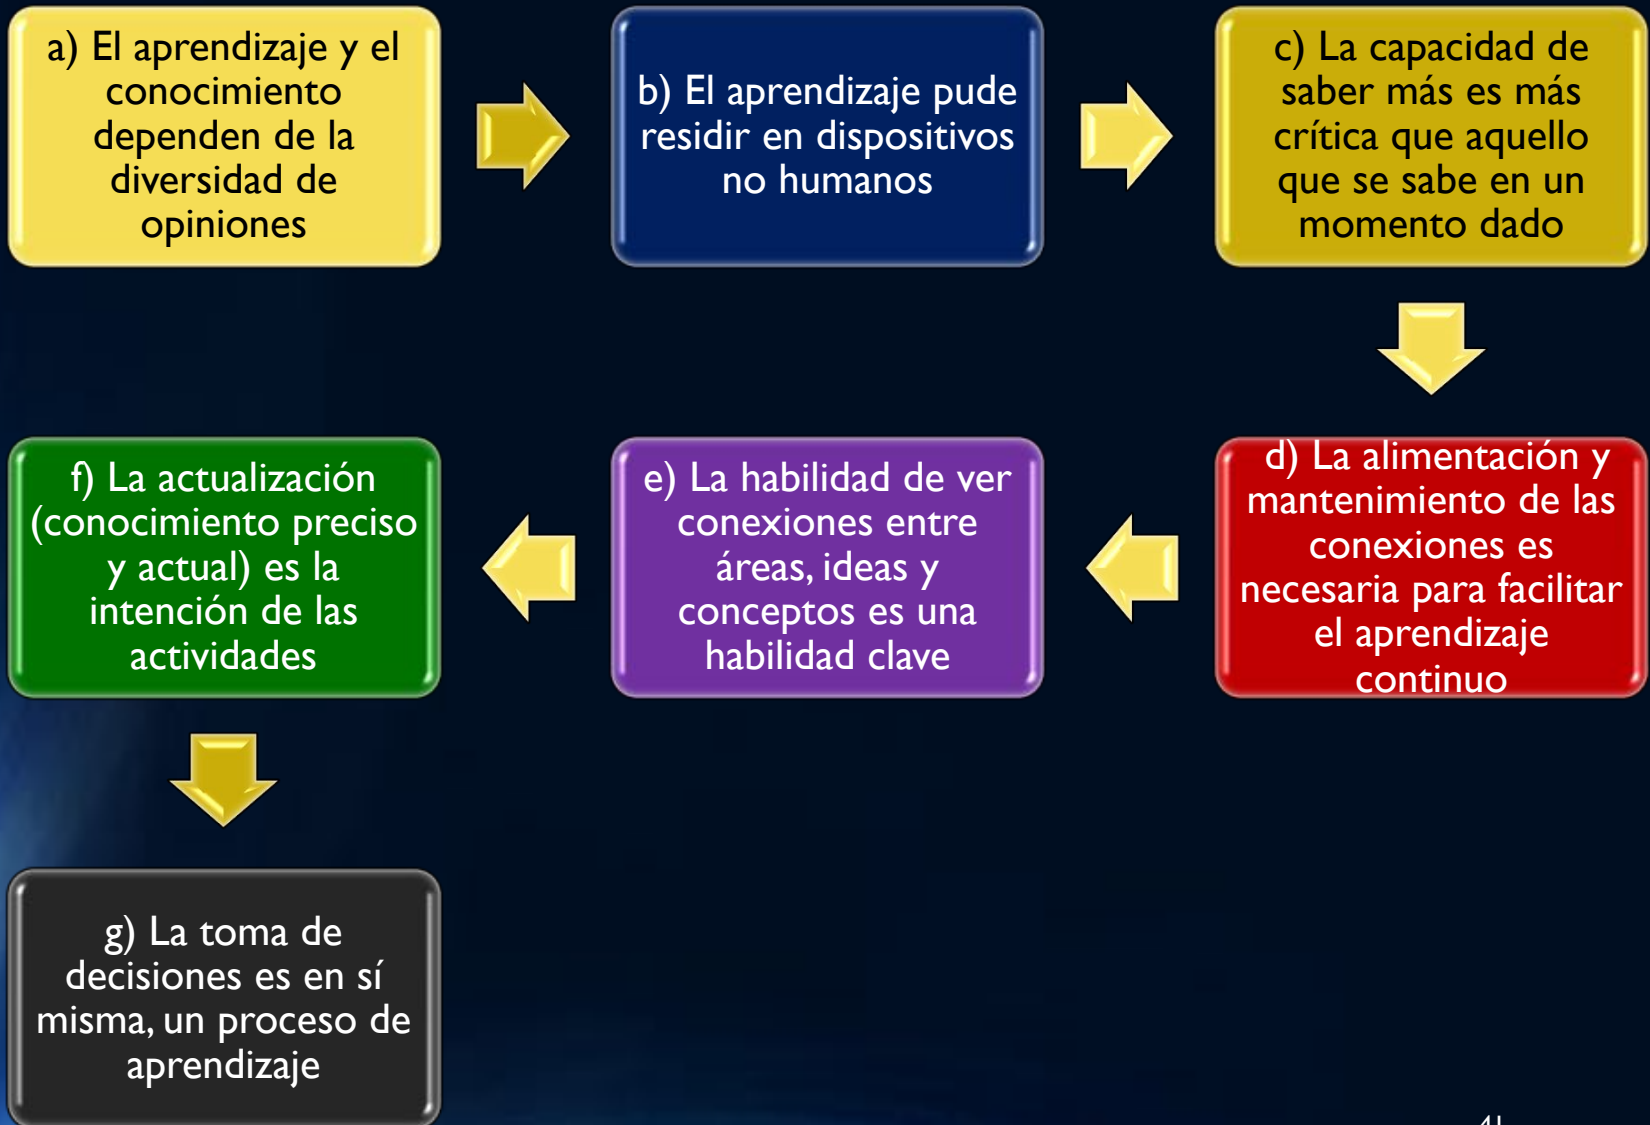 a) El aprendizaje y el
conocimiento
dependen de la
diversidad de
opiniones
b) El aprendizaje pude
residir en dispositivos
no humanos
c) La capacidad de
saber más es más
crítica que aquello
que se sabe en un
momento dado
d) La alimentación y
mantenimiento de las
conexiones es
necesaria para facilitar
el aprendizaje
continuo
e) La habilidad de ver
conexiones entre
áreas, ideas y
conceptos es una
habilidad clave
f) La actualización
(conocimiento preciso
y actual) es la
intención de las
actividades
g) La toma de
decisiones es en sí
misma, un proceso de
aprendizaje
41